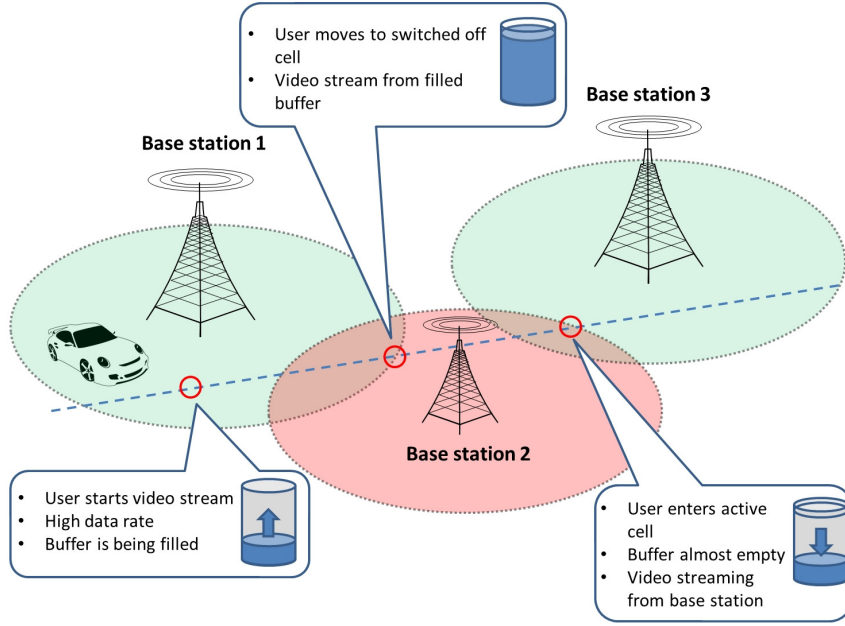 • User moves to switched off
cell
• Video stream from filled
buffer
Base station 3
Base station 1
Base station 2
• User starts video stream
• High data rate
• Buffer is being filled
• User enters active
cell
• Buffer almost empty
• Video streaming
from base station